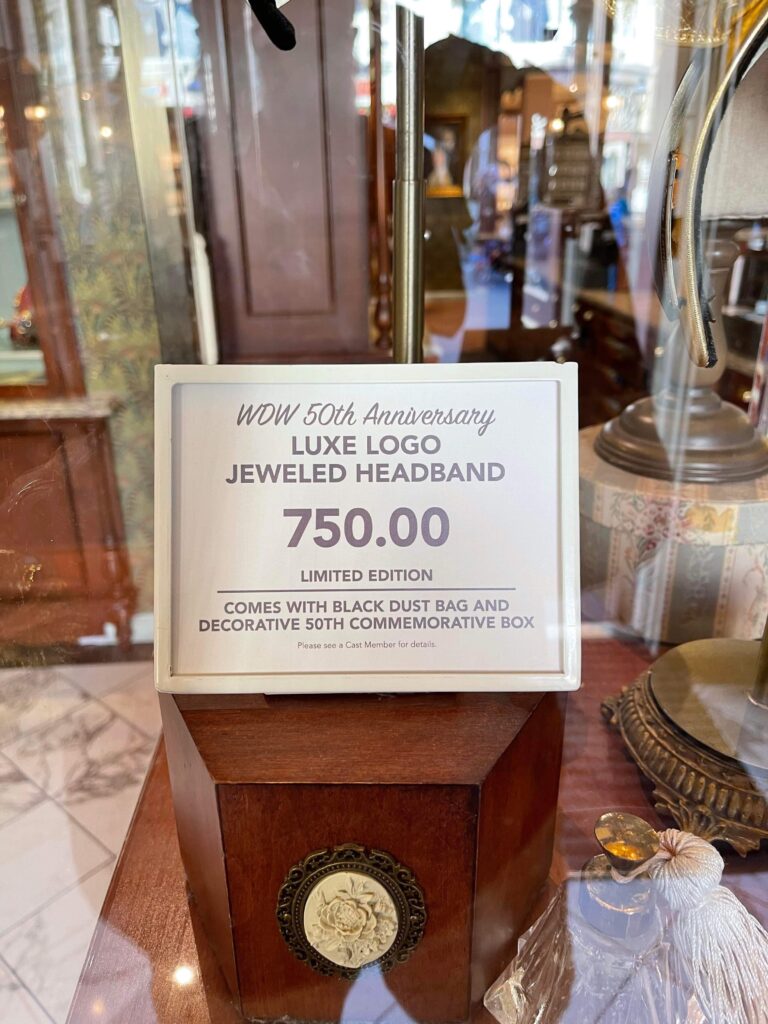 WDW 50th Anniversary
LUXE LOGO
JEWELED HEADBAND
750.00
LIMITED EDITION
COMES WITH BLACK DUST BAG AND
DECORATIVE 50TH COMMEMORATIVE BOX
Please see a Cast Member for details.